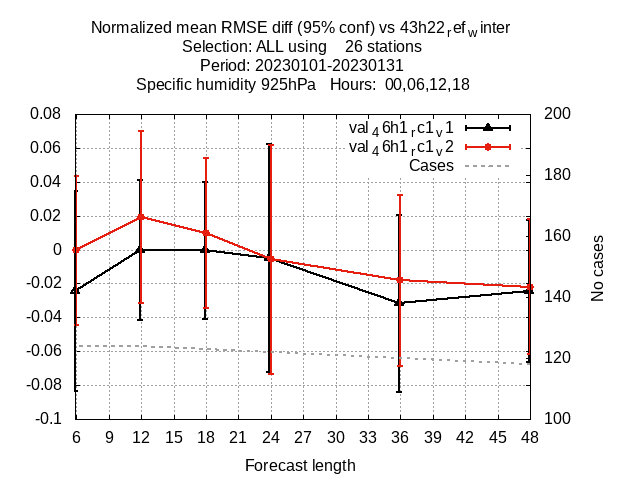 Normalized mean RMSE diff (95% conf) vs 43h22refwinter
Selection: ALL using 26 stations
Period: 20230101-20230131
Specific humidity 925hPa Hours: 00,06,12,18
val46h1rc1v1
val46h1rc1v2
Cases
0.08
0.06
0.04
0.02
0
-0.02
-0.04
-0.06
-0.08
-0.1
200
180
160
140
120
100
No cases
6 9 12 15 18 21 24 27 30 33 36 39 42 45 48
Forecast length